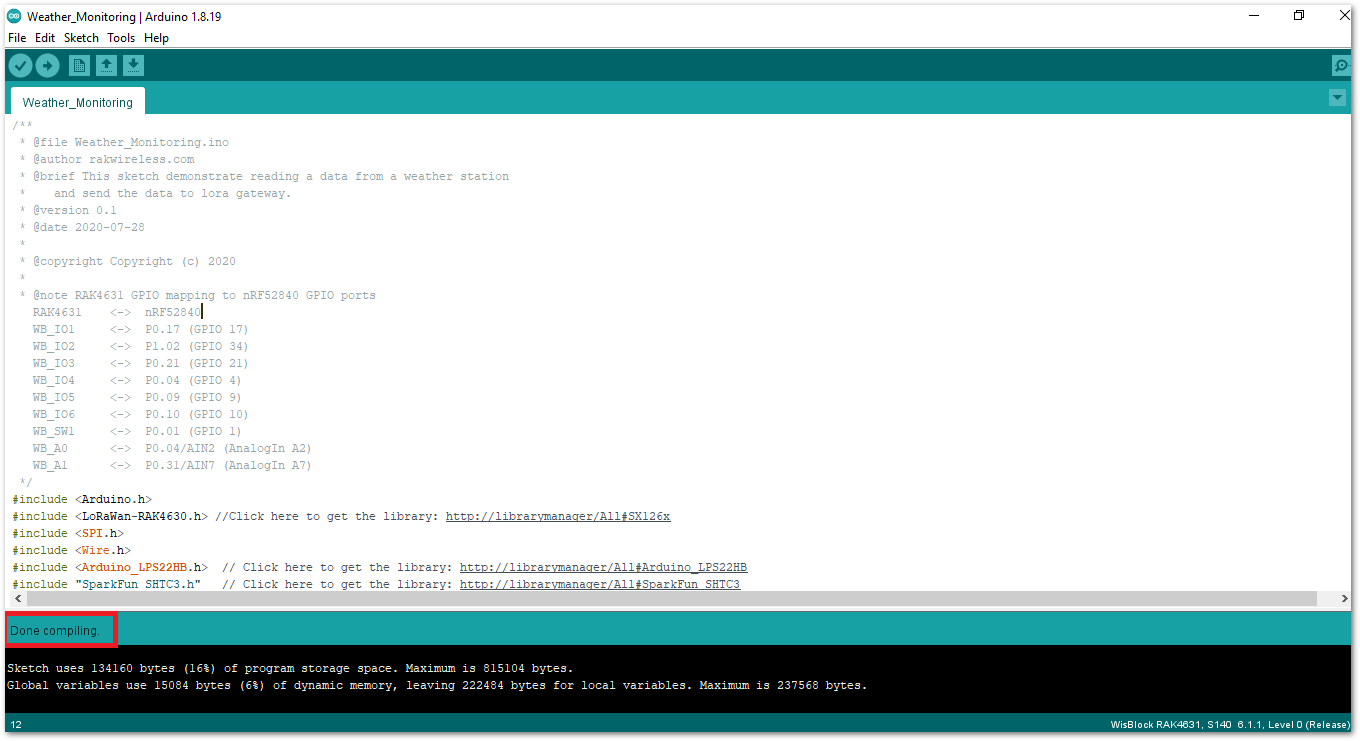 Weather_Monitoring | Arduino 1.8.19
File Edit Sketch Tools Help
Weather_Monitoring
/**
 * @file Weather_Monitoring.ino
 * @author rakwireless.com
 * @brief This sketch demonstrate reading a data from a weather station
 *    and send the data to lora gateway.
 * @version 0.1
 * @date 2020-07-28
 *
 * @copyright Copyright (c) 2020
 *
 * @note RAK4631 GPIO mapping to nRF52840 GPIO ports
   RAK4631    <->  nRF52840
   WB_IO1     <->  P0.17 (GPIO 17)
   WB_IO2     <->  P1.02 (GPIO 34)
   WB_IO3     <->  P0.21 (GPIO 21)
   WB_IO4     <->  P0.04 (GPIO 4)
   WB_IO5     <->  P0.09 (GPIO 9)
   WB_IO6     <->  P0.10 (GPIO 10)
   WB_SW1     <->  P0.01 (GPIO 1)
   WB_A0      <->  P0.04/AIN2 (AnalogIn A2)
   WB_A1      <->  P0.31/AIN7 (AnalogIn A7)
 */
#include <Arduino.h>
#include <LoRaWan-RAK4630.h> //Click here to get the library: http://librarymanager/All#SX126x
#include <SPI.h>
#include <Wire.h>
#include <Arduino_LPS22HB.h>  // Click here to get the library: http://librarymanager/All#Arduino_LPS22HB
#include "SparkFun_SHTC3.h"   // Click here to get the library: http://librarymanager/All#SparkFun_SHTC3
Done compiling.
Sketch uses 134160 bytes (16%) of program storage space. Maximum is 815104 bytes.
Global variables use 15084 bytes (6%) of dynamic memory, leaving 222484 bytes for local variables. Maximum is 237568 bytes.
12 WisBlock RAK4631, S140 6.1.1, Level 0 (Release)